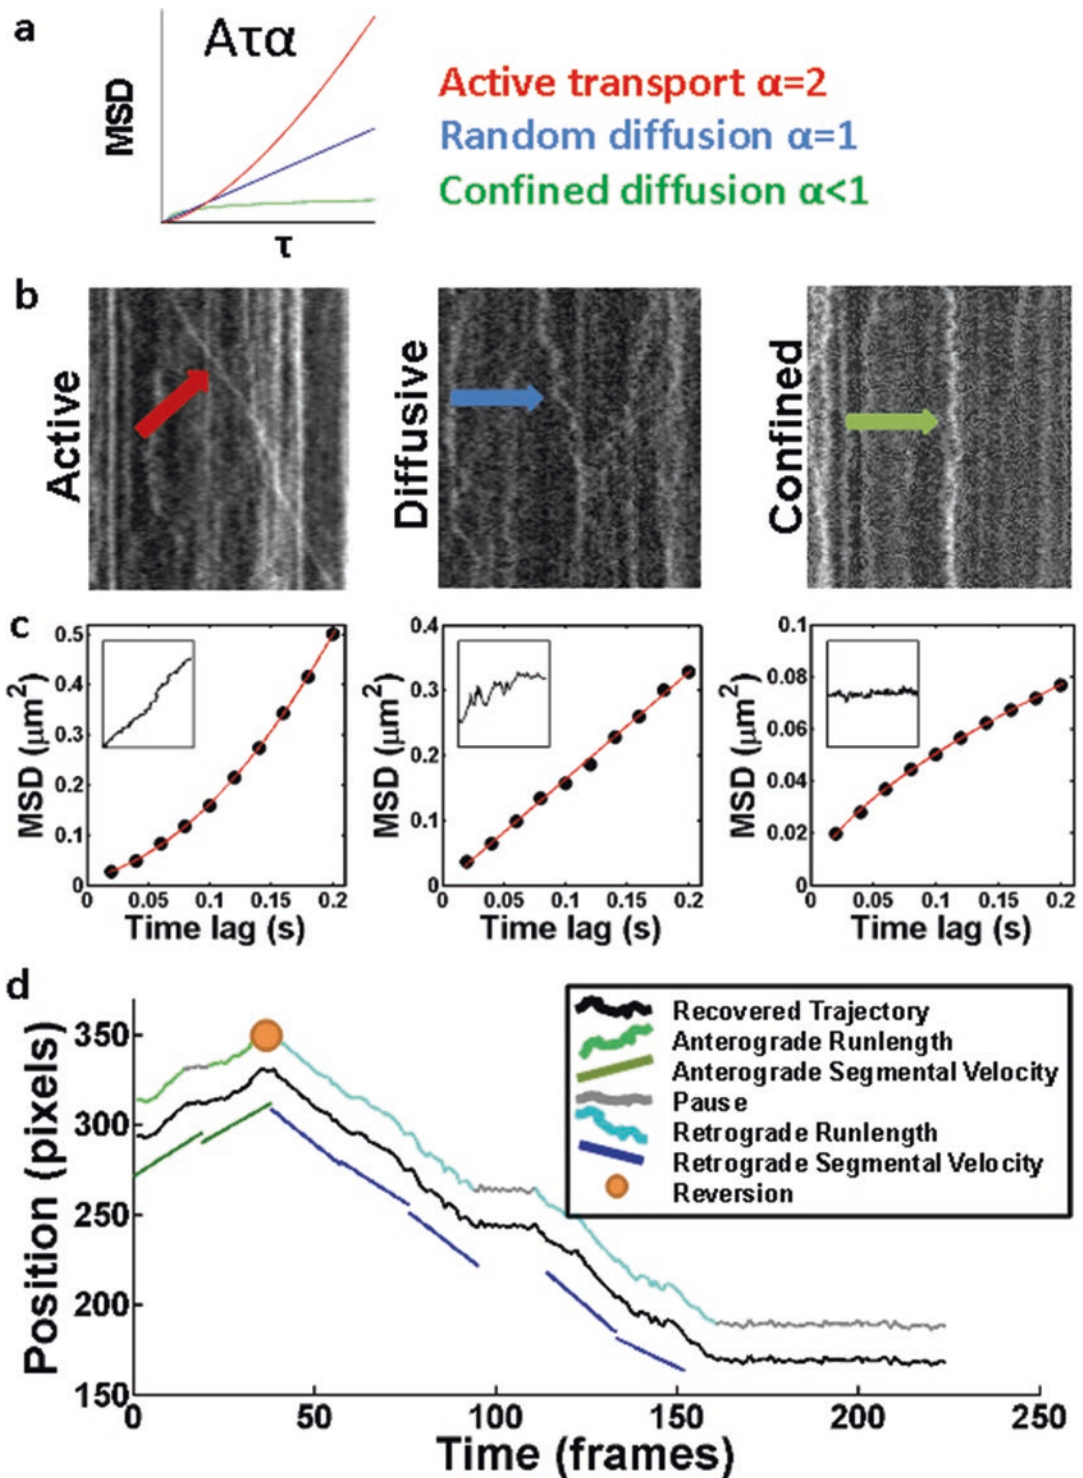 a
Aτα
MSD
τ
Active transport α=2
Random diffusion α=1
Confined diffusion α<1
b
Active
Diffusive
Confined
c
MSD (μm²)
0.5
0.4
0.3
0.2
0.1
0
0 0.05 0.1 0.15 0.2
Time lag (s)
MSD (μm²)
0.4
0.3
0.2
0.1
0
0 0.05 0.1 0.15 0.2
Time lag (s)
MSD (μm²)
0.1
0.08
0.06
0.04
0.02
0
0 0.05 0.1 0.15 0.2
Time lag (s)
d
Position (pixels)
350
300
250
200
150
0 50 100 150 200 250
Time (frames)
Recovered Trajectory
Anterograde Runlength
Anterograde Segmental Velocity
Pause
Retrograde Runlength
Retrograde Segmental Velocity
Reversion